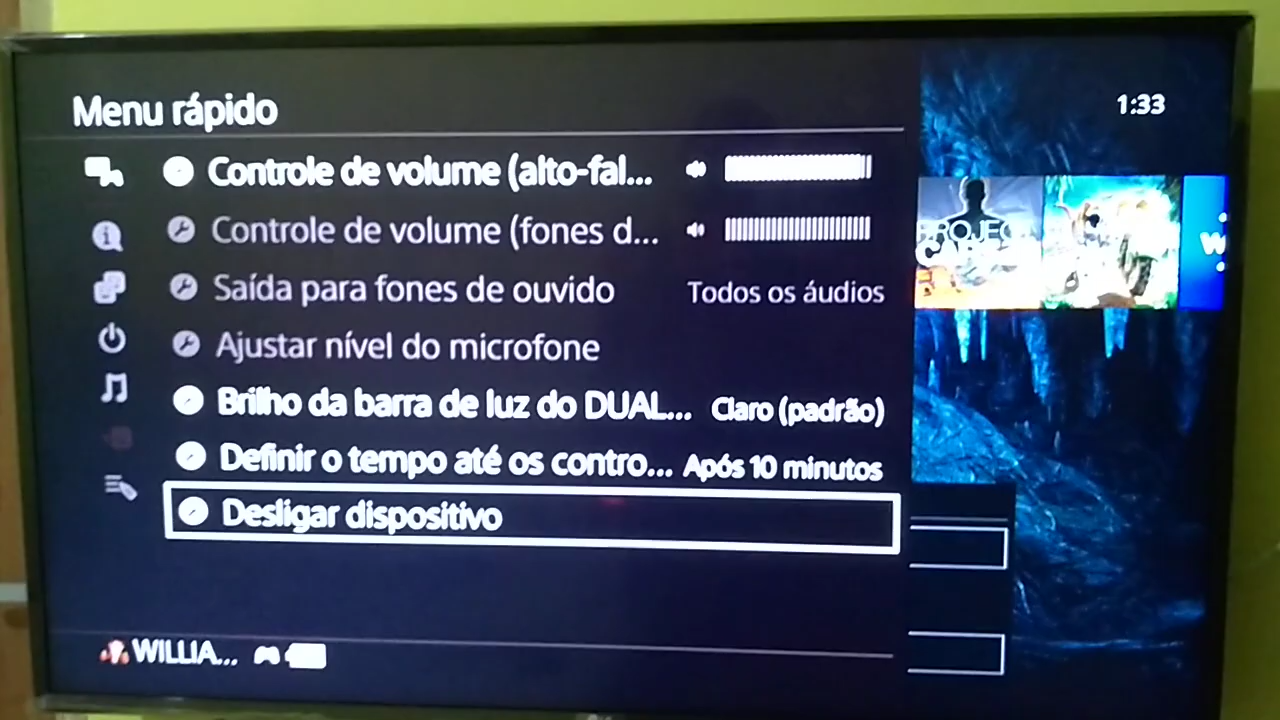 Menu rápido
1:33
Controle de volume (alto-fal...
Controle de volume (fones d...
Saída para fones de ouvido Todos os áudios
Ajustar nível do microfone
Brilho da barra de luz do DUAL... Claro (padrão)
Definir o tempo até os contro... Após 10 minutos
Desligar dispositivo
WILLIA...